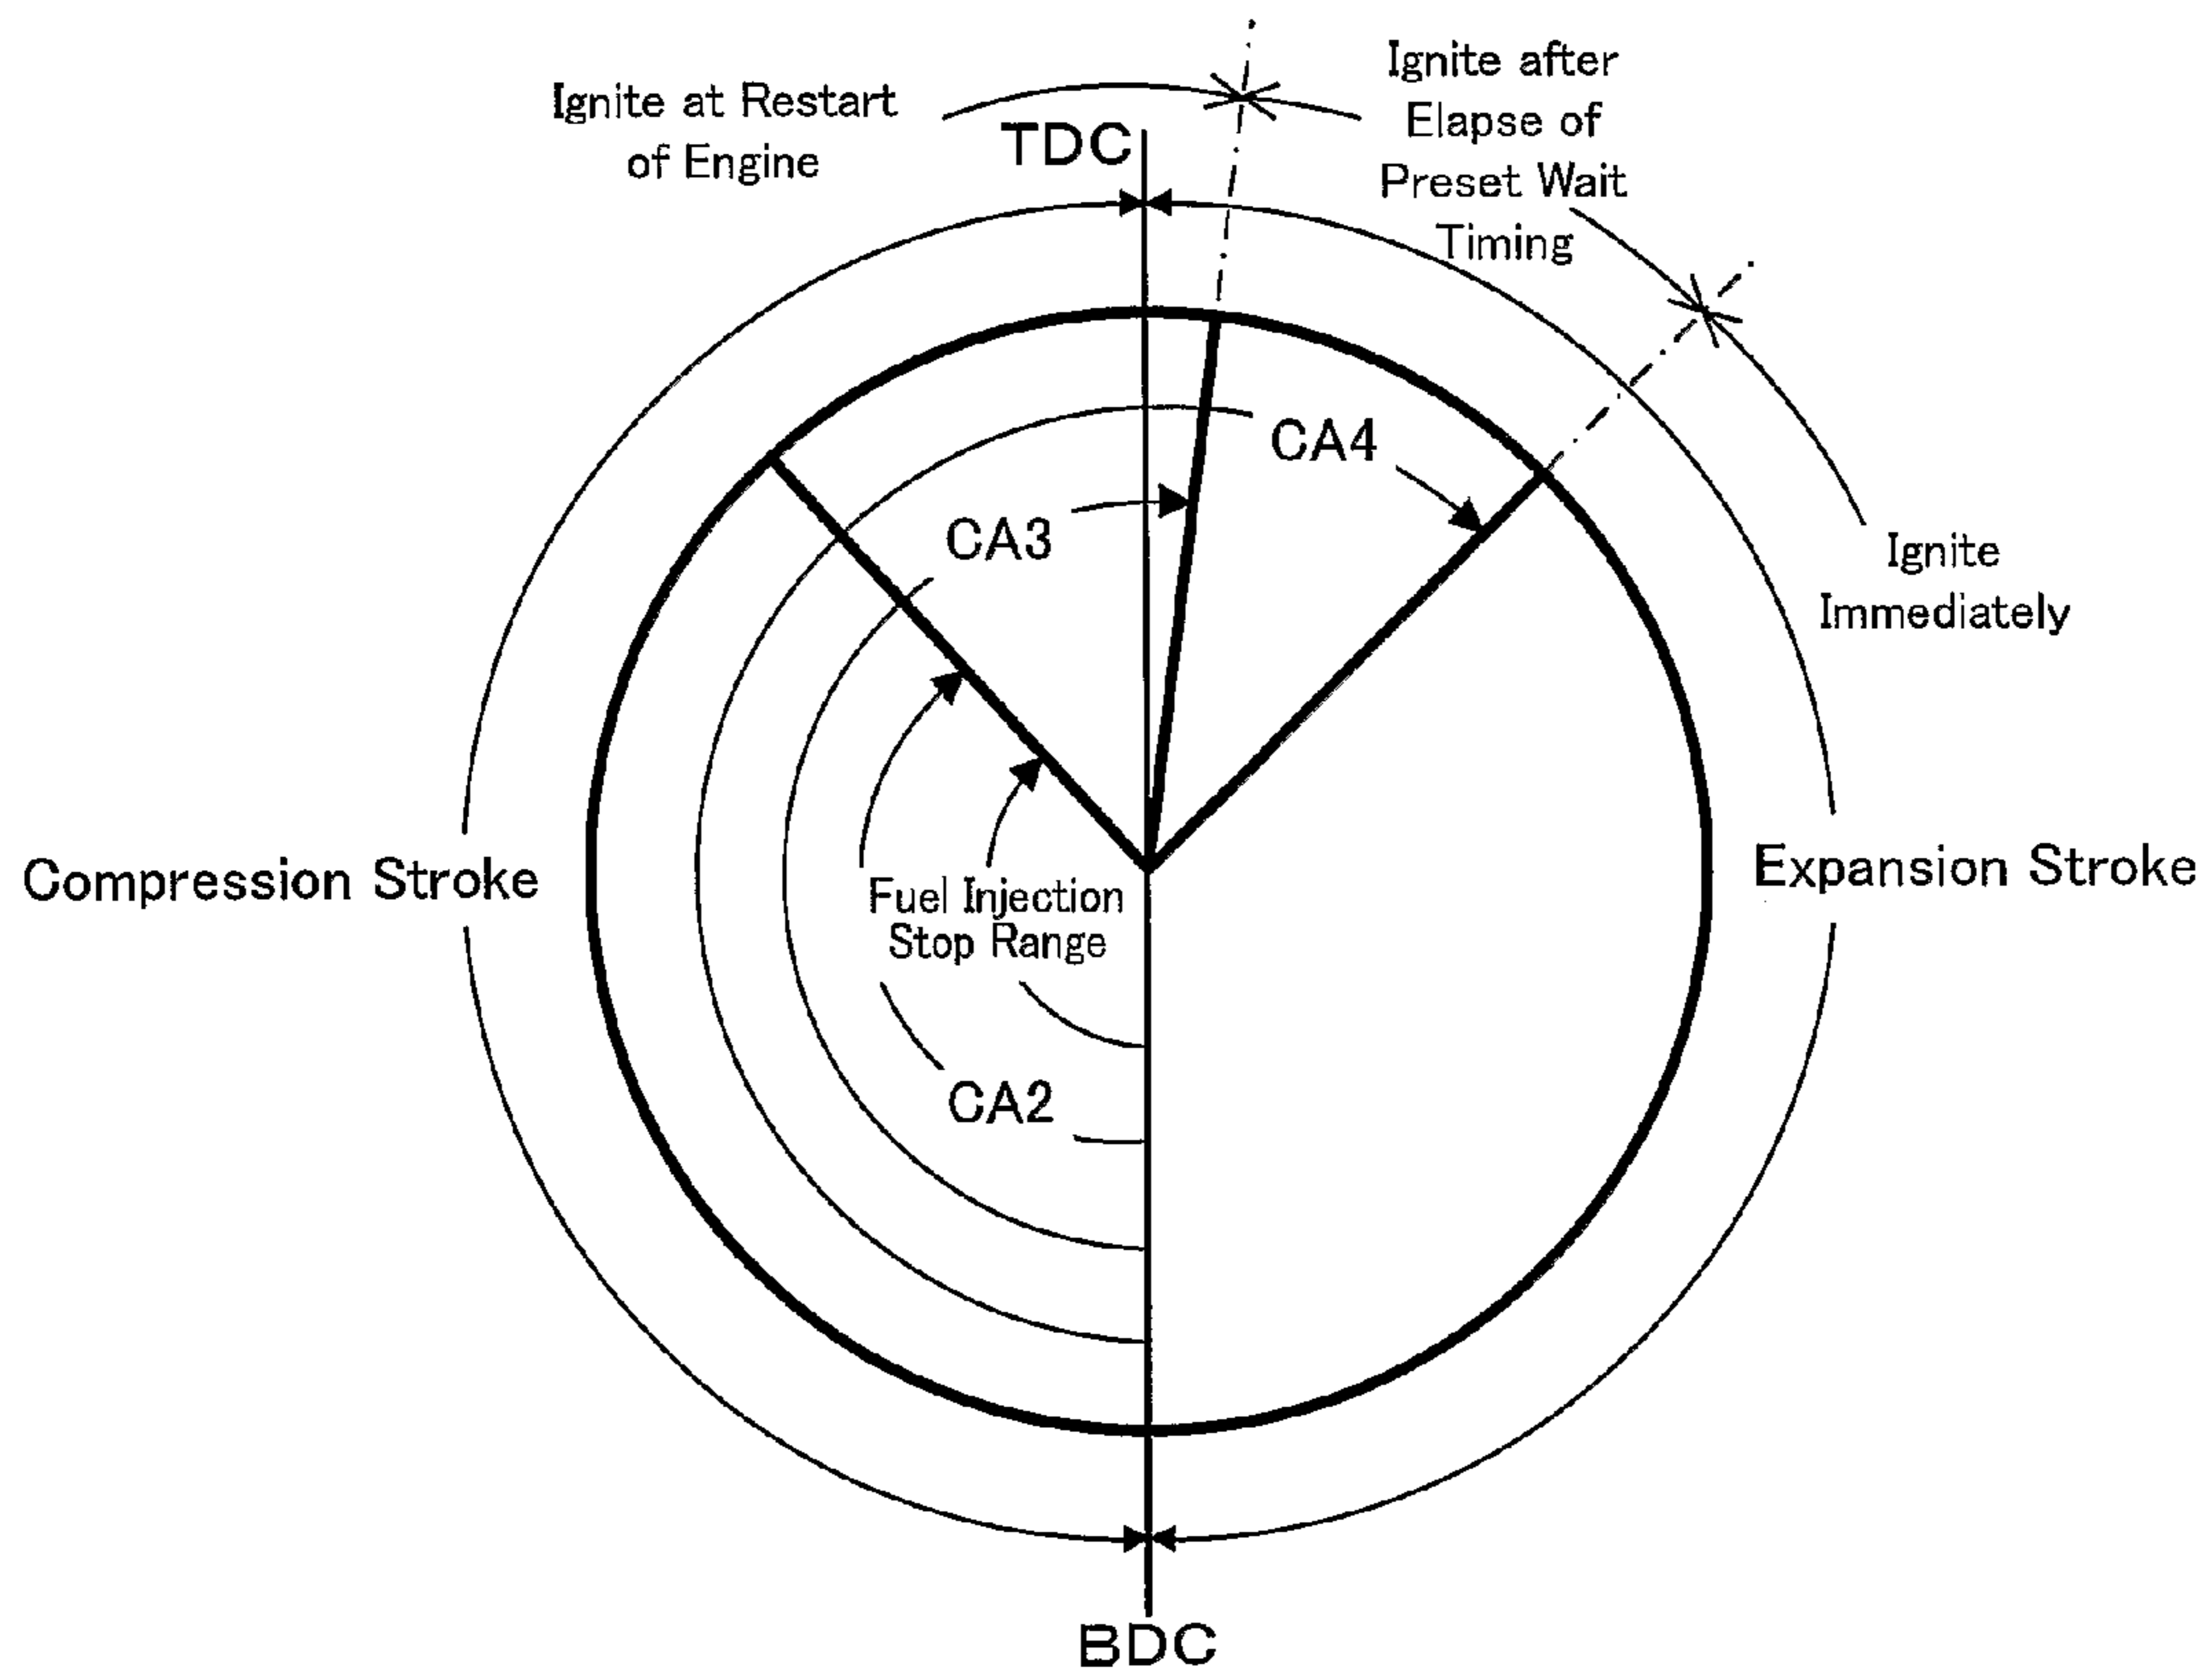 Ignite at Restart
of Engine
TDC
Ignite after
Elapse of
Preset Wait
Timing
CA4
CA3
Ignite
Immediately
Compression Stroke
Fuel Injection
Stop Range
Expansion Stroke
CA2
BDC